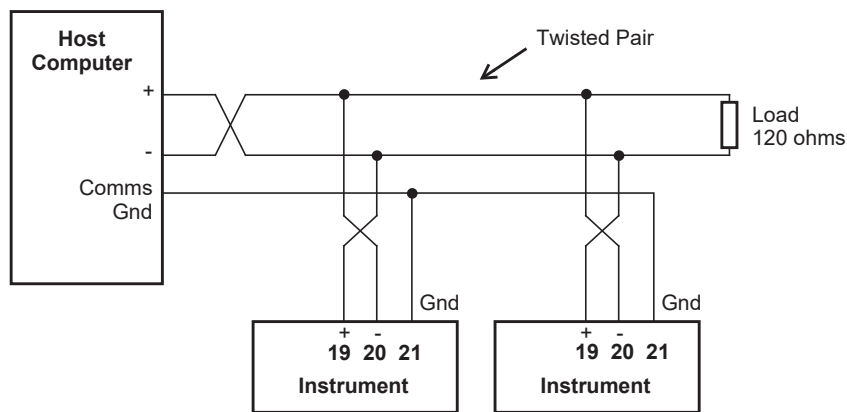 Host
Computer
Twisted Pair
+
-
Load
120 ohms
Comms
Gnd
Gnd
+ -
19 20 21
Instrument
Gnd
+ -
19 20 21
Instrument